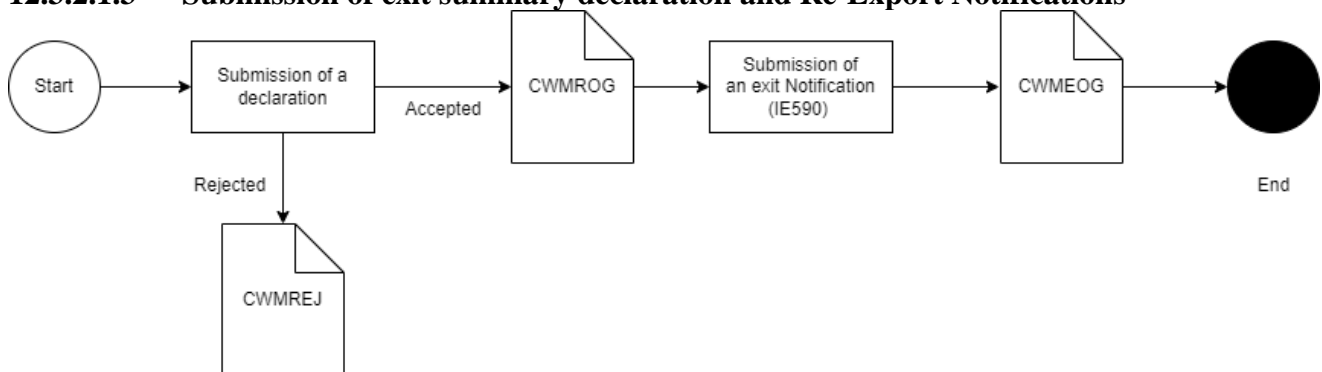 12.3.2.1.3 Submission of exit summary declaration and Re-Export Notifications
Start
Submission of a
declaration
Accepted
CWMROG
Submission of
an exit Notification
(IE590)
CWMEOG
End
Rejected
CWMREJ